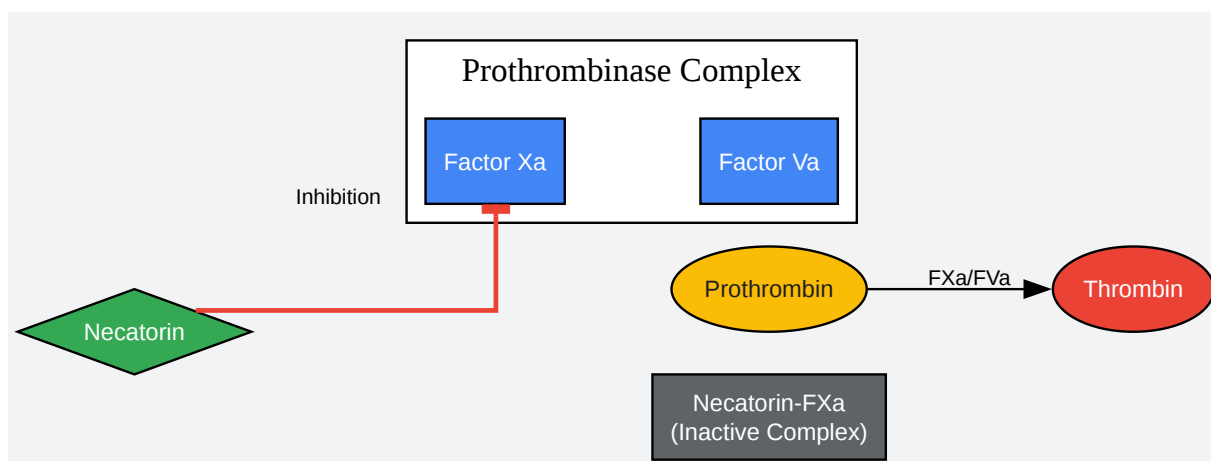 Prothrombinase Complex
Factor Xa
Factor Va
Inhibition
Prothrombin
FXa/FVa
Thrombin
Necatorin
Necatorin-FXa
(Inactive Complex)